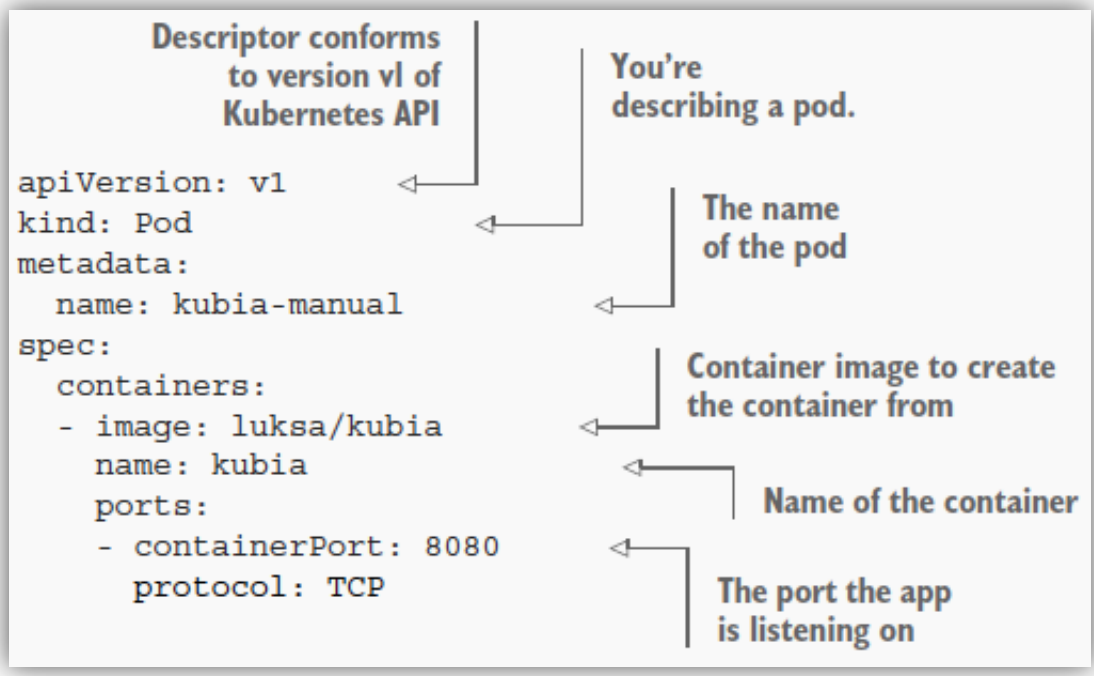 Descriptor conforms
to version v1 of
Kubernetes API
You're
describing a pod.
apiVersion: v1
kind: Pod
The name
of the pod
metadata:
  name: kubia-manual
spec:
  containers:
Container image to create
the container from
  - image: luksa/kubia
    name: kubia
Name of the container
    ports:
    - containerPort: 8080
      protocol: TCP
The port the app
is listening on